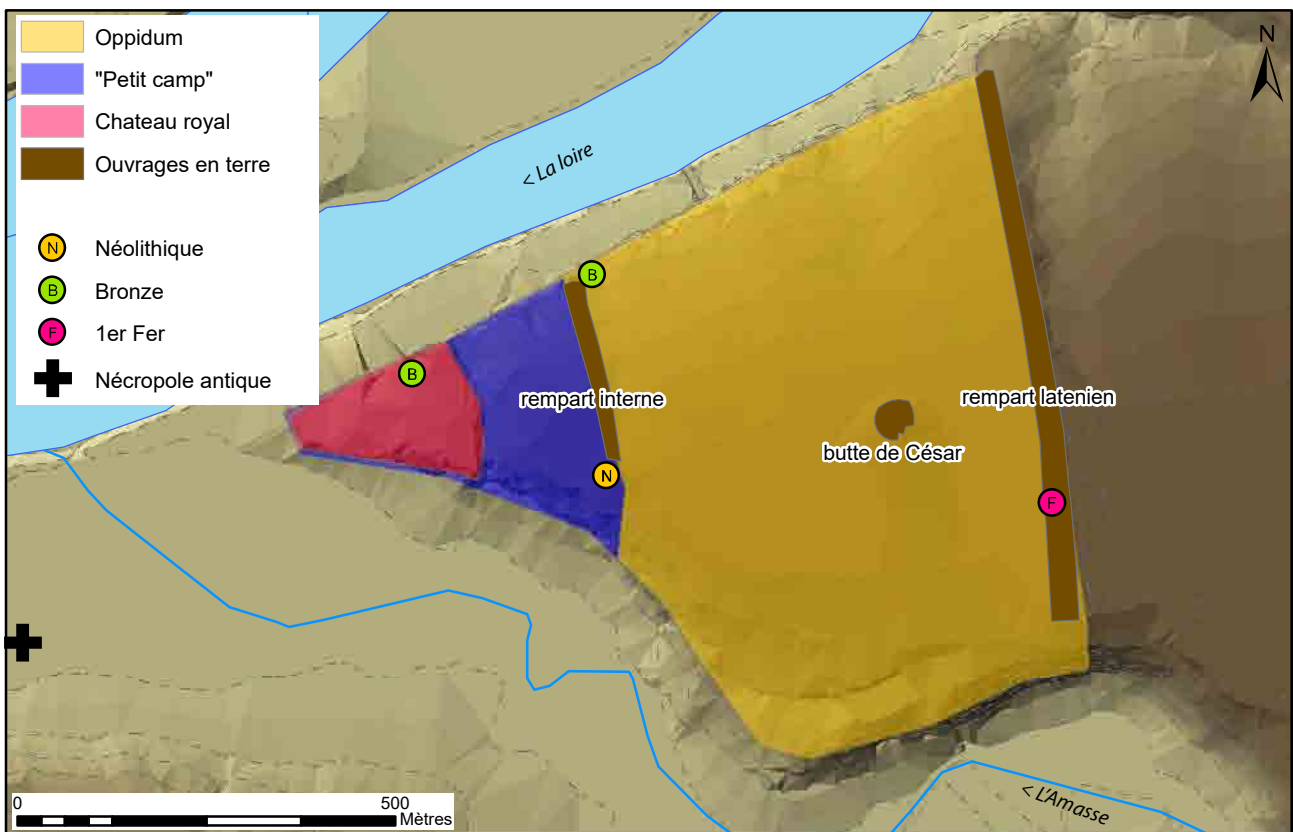 Oppidum
"Petit camp"
Chateau royal
Ouvrages en terre
N Néolithique
B Bronze
F 1er Fer
Nécropole antique
N
< La loire
B
B
rempart interne
rempart latenien
butte de César
N
F
< L'Amasse
0 500
Mètres